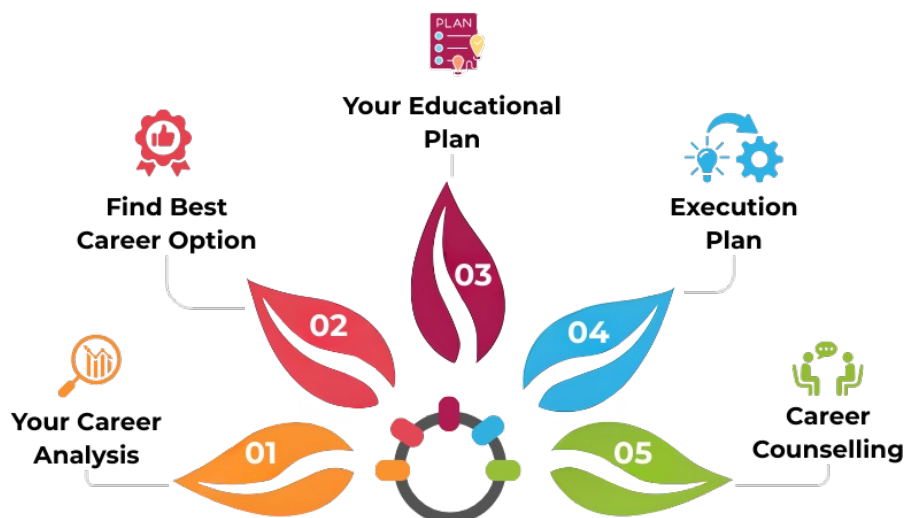 PLAN
Your Educational
Plan
Find Best
Career Option
Execution
Plan
03
02
04
Your Career
Analysis
01
05
Career
Counselling